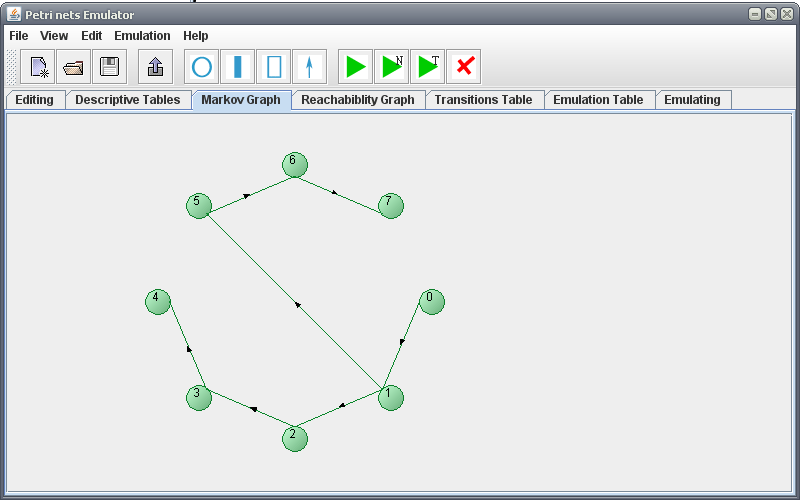 Petri nets Emulator
File View Edit Emulation Help
N T
Editing Descriptive Tables Markov Graph Reachability Graph Transitions Table Emulation Table Emulating
6
5 7
4 0
3 1
2